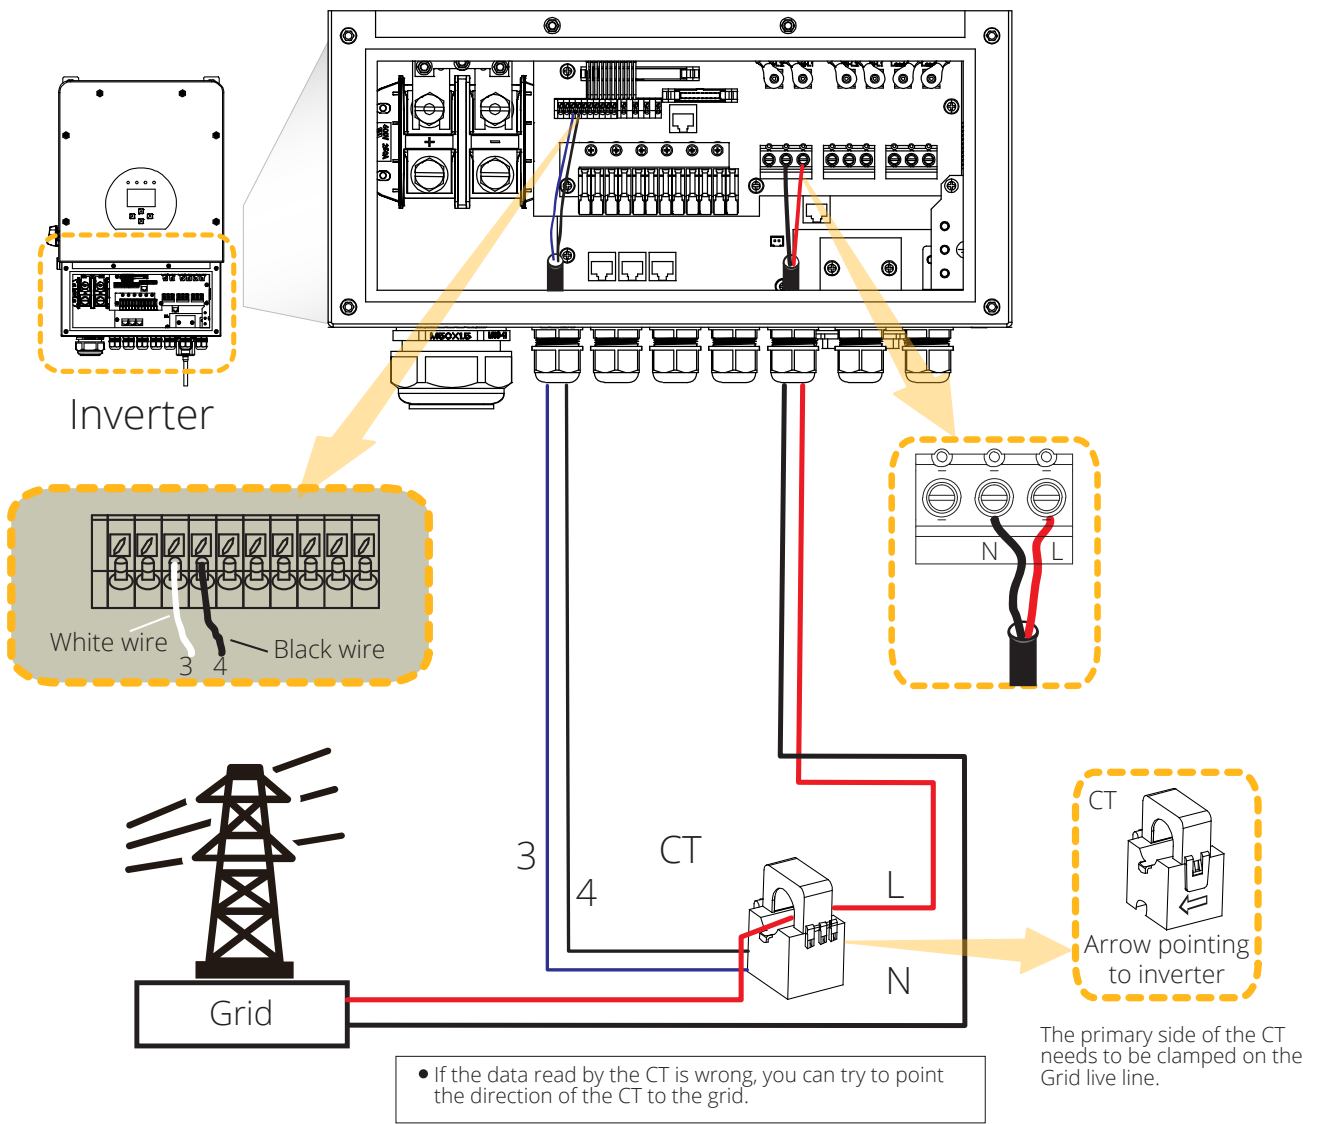 M50X1.5
+
-
Inverter
N
L
White wire
Black wire
3
4
3
4
CT
L
N
CT
Arrow pointing
to inverter
Grid
The primary side of the CT
needs to be clamped on the
Grid live line.
● If the data read by the CT is wrong, you can try to point
the direction of the CT to the grid.